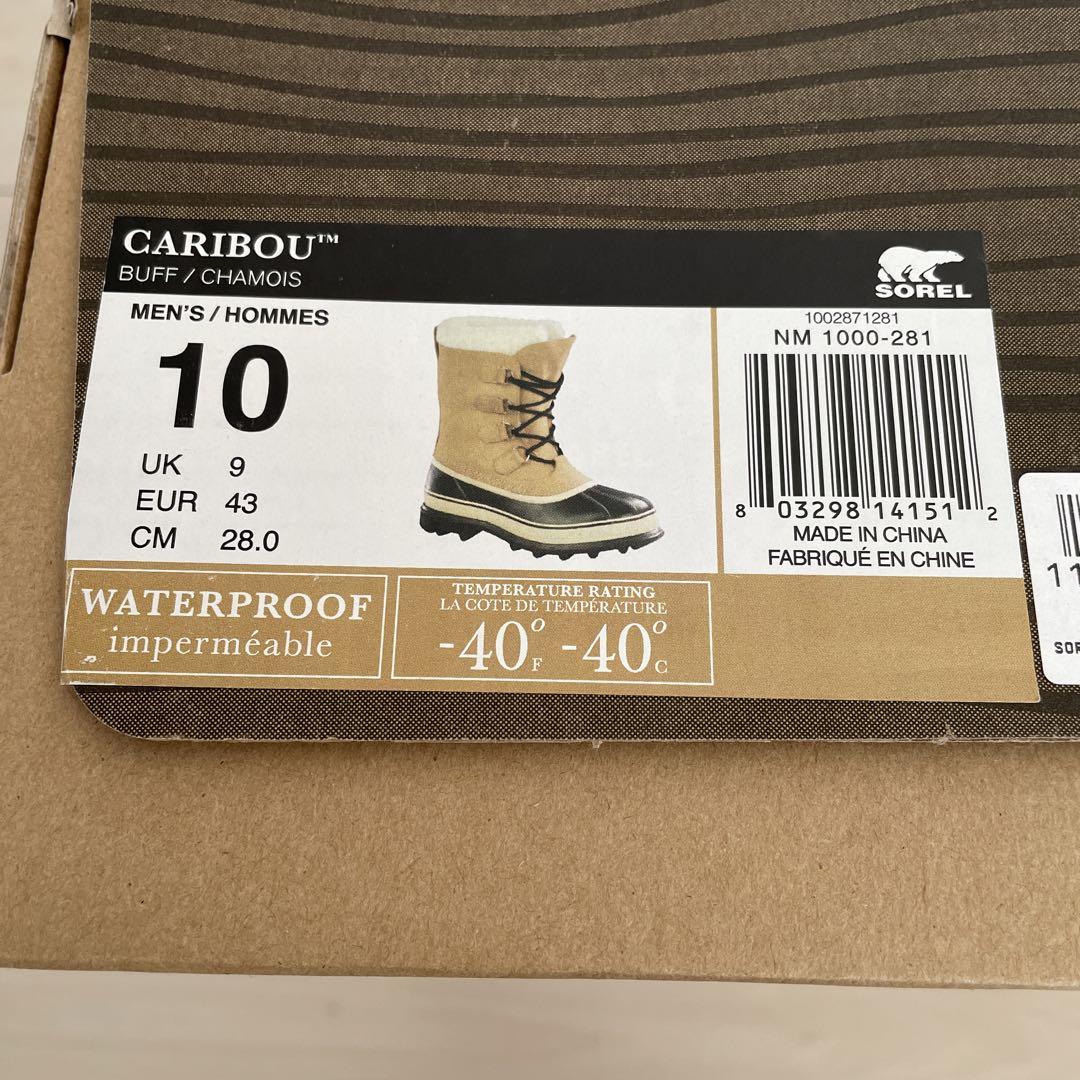 CARIBOU™
BUFF / CHAMOIS
SOREL
MEN'S / HOMMES
10
UK 9
EUR 43
CM 28.0
1002871281
NM 1000-281
8 03298 14151 2
MADE IN CHINA
FABRIQUÉ EN CHINE
WATERPROOF
imperméable
TEMPERATURE RATING
LA COTE DE TEMPÉRATURE
-40°F -40°C
11
SOR